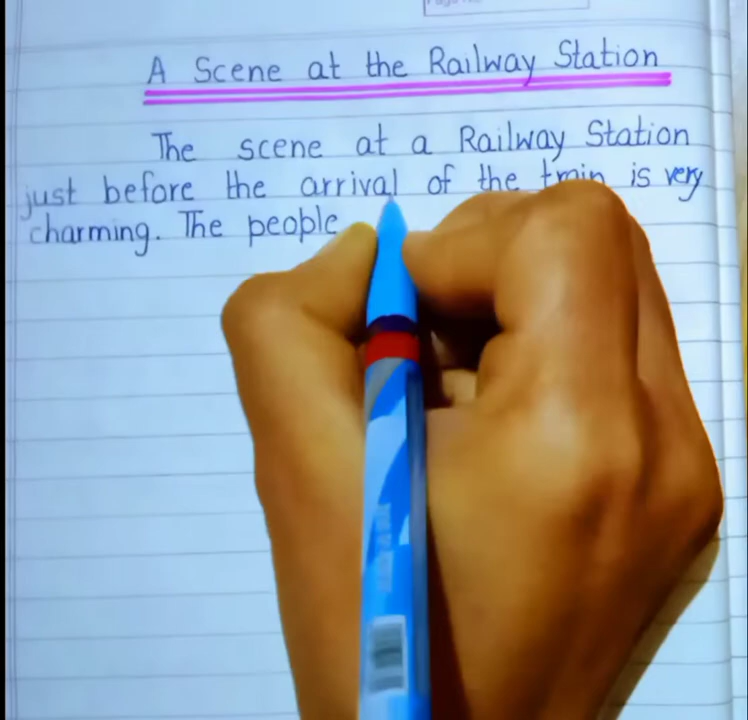 A Scene at the Railway Station
The scene at a Railway Station
just before the arrival of the train is very
charming. The people